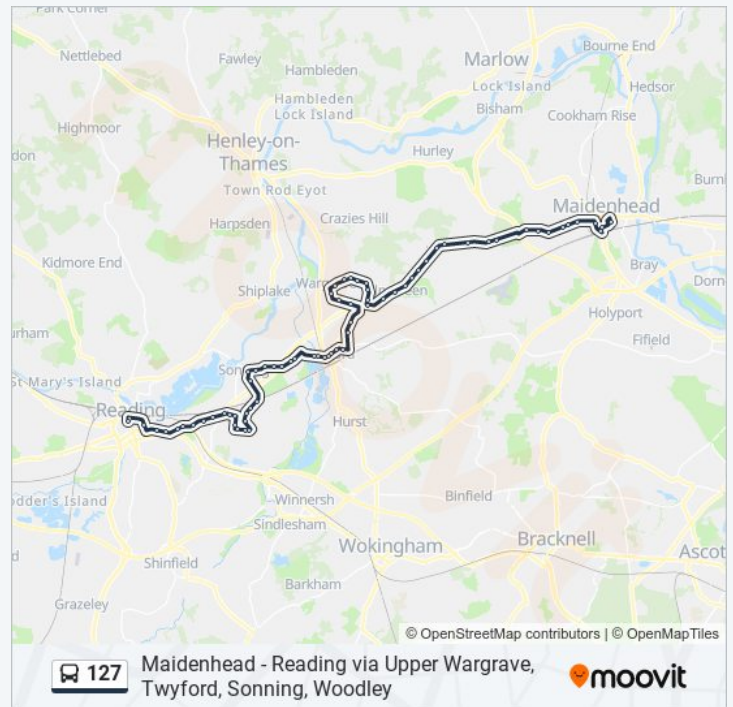 Park Corner
Bourne End
Nettlebed
Fawley
Marlow
Hambleden
Lock Island
Hedsor
Hambleden
Lock Island
Bisham
Cookham Rise
Highmoor
Henley-on-
Thames
Hurley
Town Rod Eyot
Maidenhead
Harpsden
Crazies Hill
Bray
Kidmore End
Shiplake
Holyport
Fifield
St Mary's Island
Reading
Hurst
Winnersh
Binfield
Sindlesham
Wokingham
Bracknell
Ascot
Shinfield
Barkham
Grazeley
© OpenStreetMap contributors | © OpenMapTiles
127
Maidenhead - Reading via Upper Wargrave,
Twyford, Sonning, Woodley
moovit